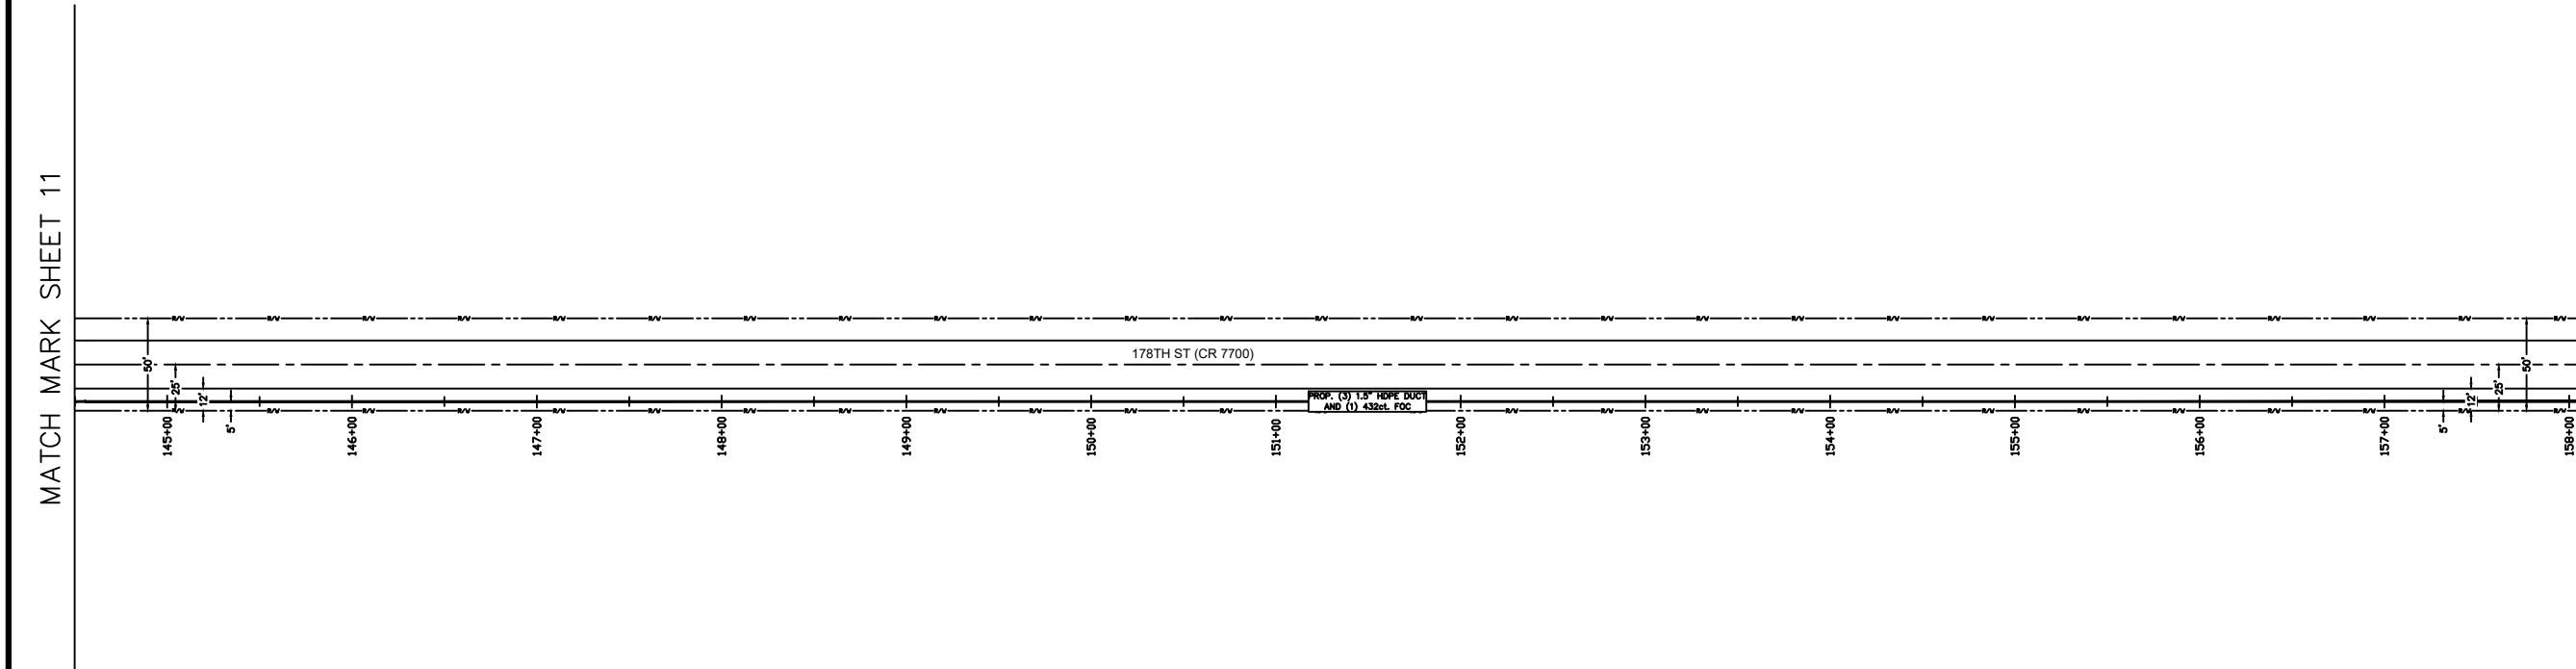 MATCH MARK SHEET 11
R/W R/W R/W R/W R/W R/W R/W R/W R/W R/W R/W R/W R/W R/W R/W R/W R/W R/W R/W R/W R/W R/W R/W R/W R/W R/W
178TH ST (CR 7700)
50' 50'
25' 25'
12' 12'
PROP. (3) 1.5" HDPE DUCT
AND (1) 432ct. FOC
R/W R/W R/W R/W R/W R/W R/W R/W R/W R/W R/W R/W R/W R/W R/W R/W R/W R/W R/W R/W R/W R/W R/W R/W R/W
5' 5'
145+00 146+00 147+00 148+00 149+00 150+00 151+00 152+00 153+00 154+00 155+00 156+00 157+00 158+00